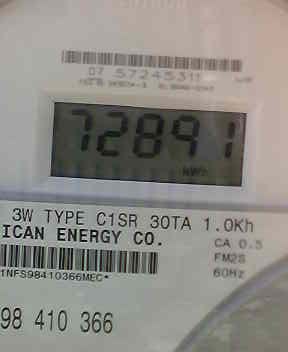 07 57245311
72891
kWh
3W TYPE C1SR 30TA 1.0Kh
ICAN ENERGY CO.
CA 0.5
FM2S
60Hz
1NFS98410366MEC*
98 410 366